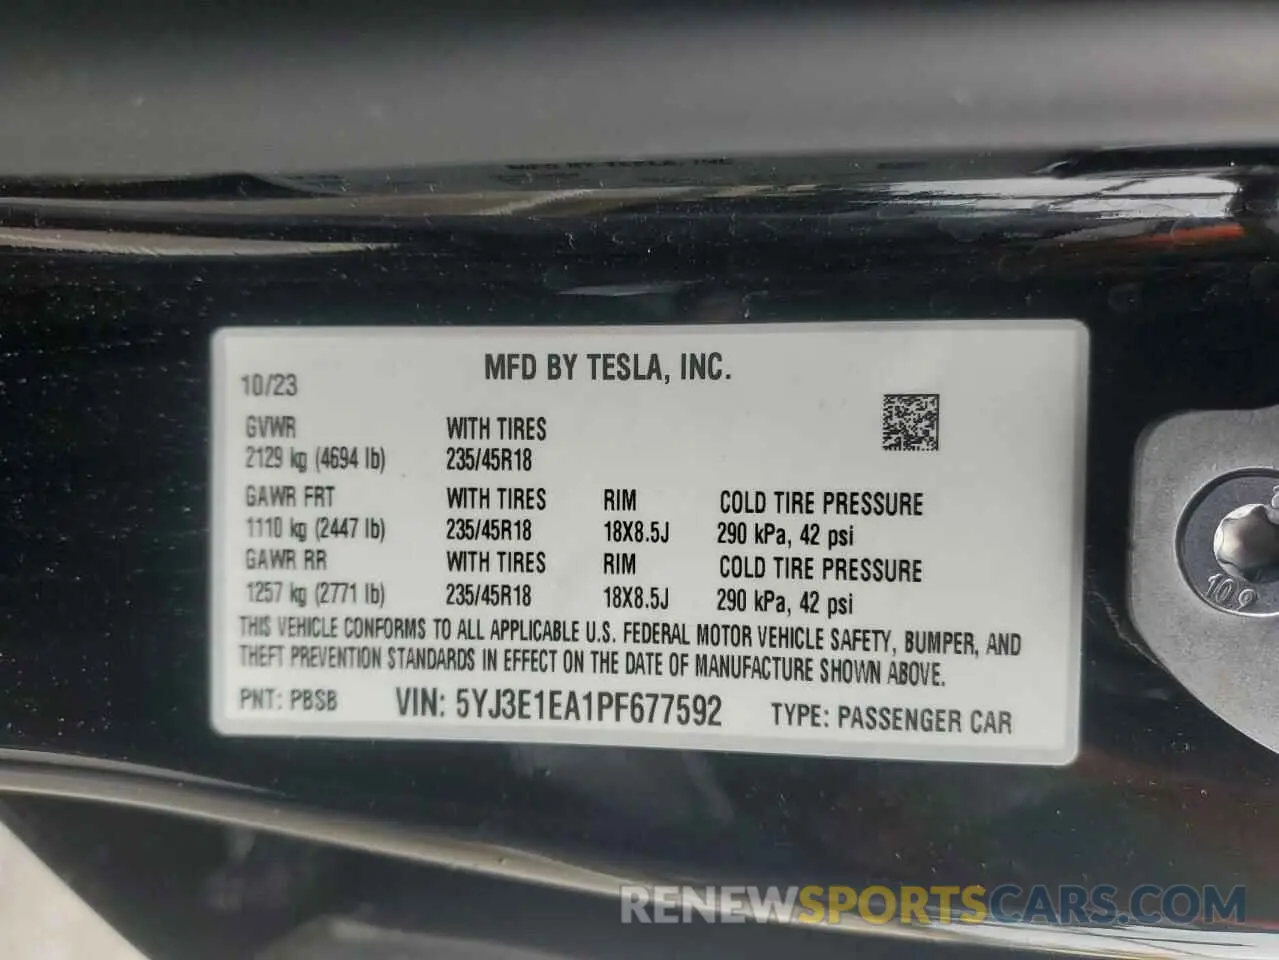 MFD BY TESLA, INC.
10/23
GVWR WITH TIRES
2129 kg (4694 lb) 235/45R18
GAWR FRT WITH TIRES RIM COLD TIRE PRESSURE
1110 kg (2447 lb) 235/45R18 18X8.5J 290 kPa, 42 psi
GAWR RR WITH TIRES RIM COLD TIRE PRESSURE
1257 kg (2771 lb) 235/45R18 18X8.5J 290 kPa, 42 psi
THIS VEHICLE CONFORMS TO ALL APPLICABLE U.S. FEDERAL MOTOR VEHICLE SAFETY, BUMPER, AND
THEFT PREVENTION STANDARDS IN EFFECT ON THE DATE OF MANUFACTURE SHOWN ABOVE.
PNT: PBSB VIN: 5YJ3E1EA1PF677592 TYPE: PASSENGER CAR
109
RENEWSPORTSCARS.COM